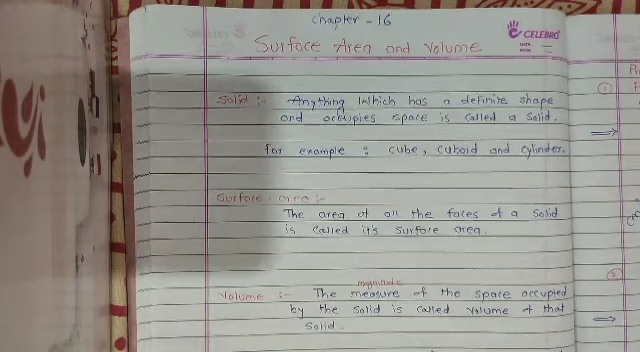 Chapter - 16
CELEBRO
Surface Area and Volume
Solid :- Anything which has a definite shape
and occupies space is called a Solid.
for example : cube, cuboid and cylinder.
Surface area :-
The area of all the faces of a solid
is called it's surface area.
magnitude
Volume :- The measure of the space occupied
by the solid is called volume of that
solid.
1
2